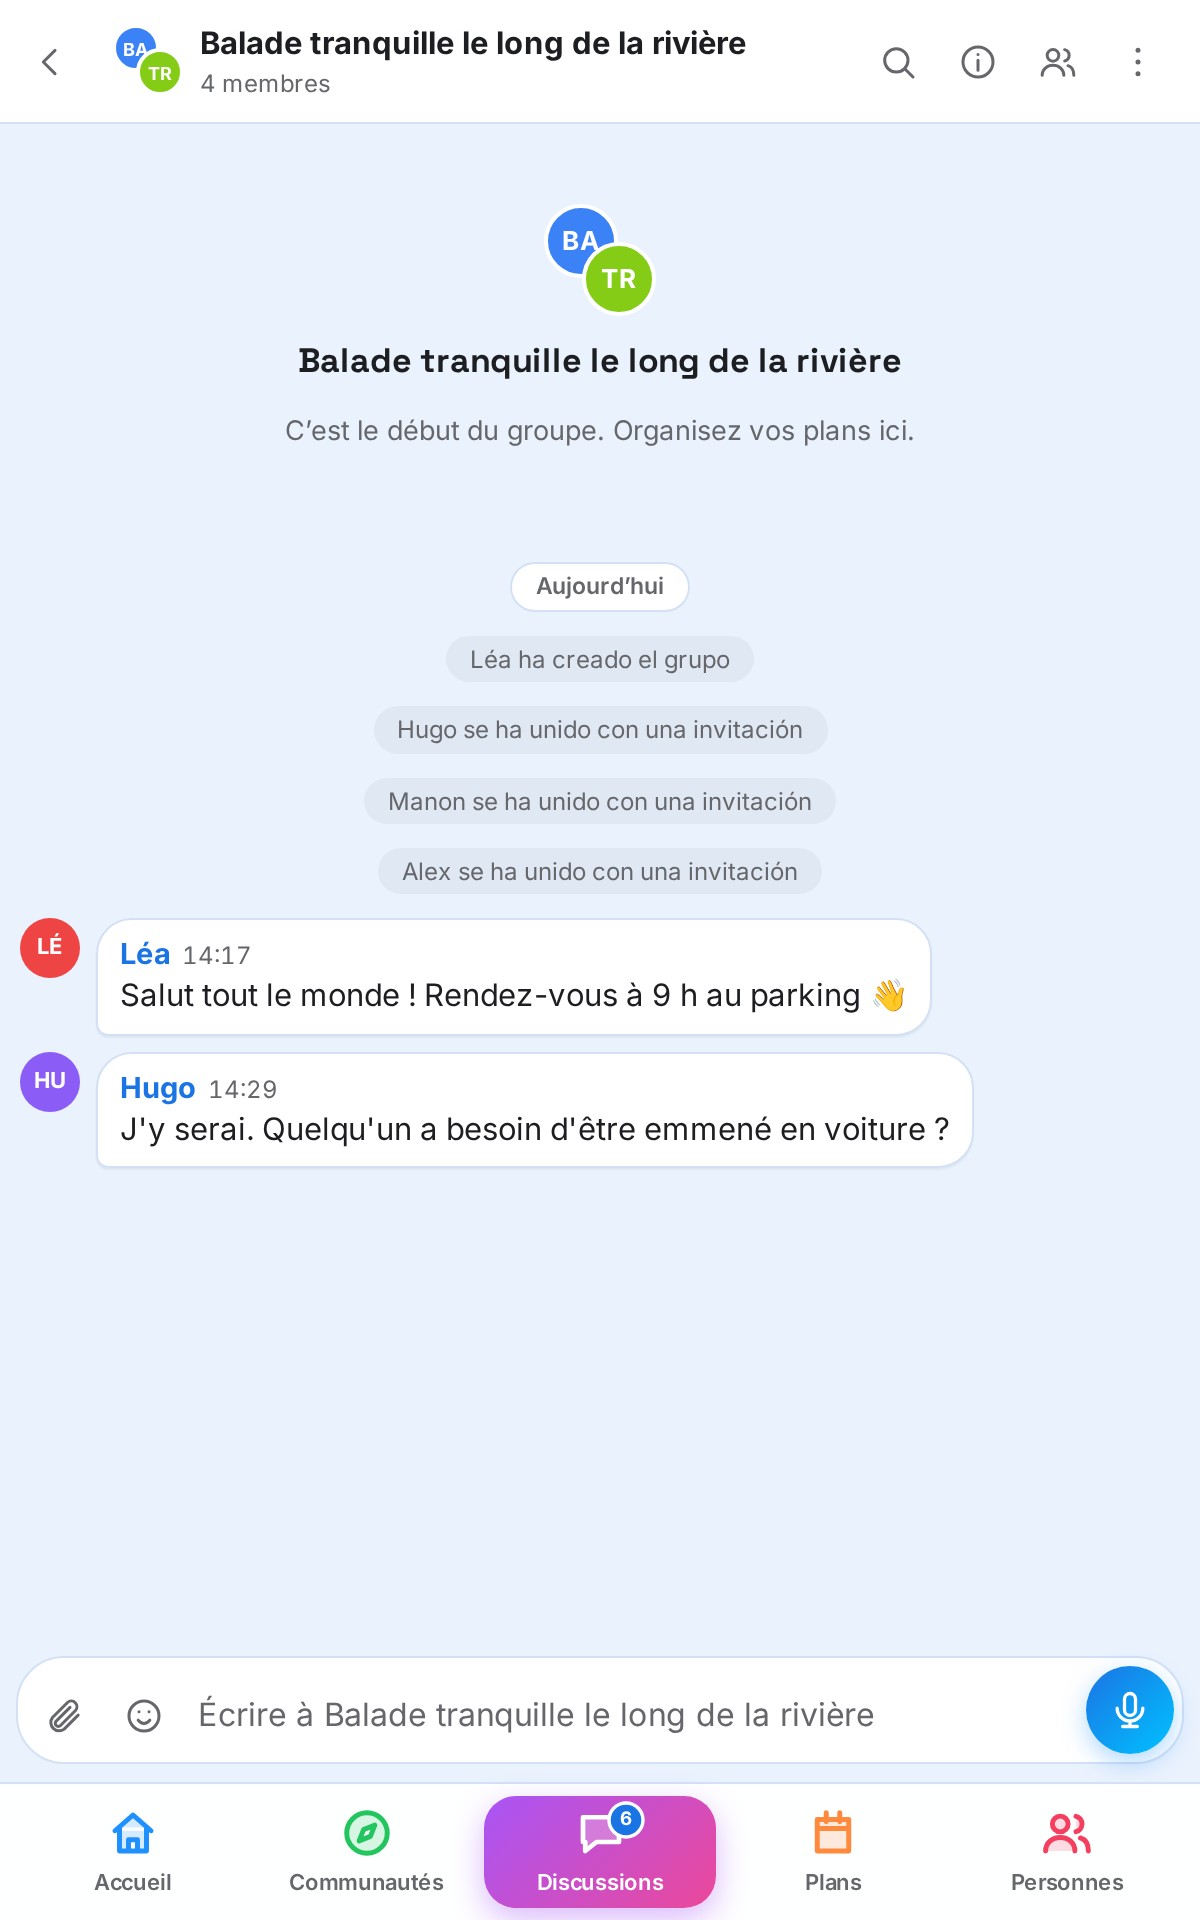 BA
TR
Balade tranquille le long de la rivière
4 membres
BA
TR
Balade tranquille le long de la rivière
C’est le début du groupe. Organisez vos plans ici.
Aujourd’hui
Léa ha creado el grupo
Hugo se ha unido con una invitación
Manon se ha unido con una invitación
Alex se ha unido con una invitación
LÉ
Léa 14:17
Salut tout le monde ! Rendez-vous à 9 h au parking 👋
HU
Hugo 14:29
J'y serai. Quelqu'un a besoin d'être emmené en voiture ?
Écrire à Balade tranquille le long de la rivière
6
Accueil
Communautés
Discussions
Plans
Personnes